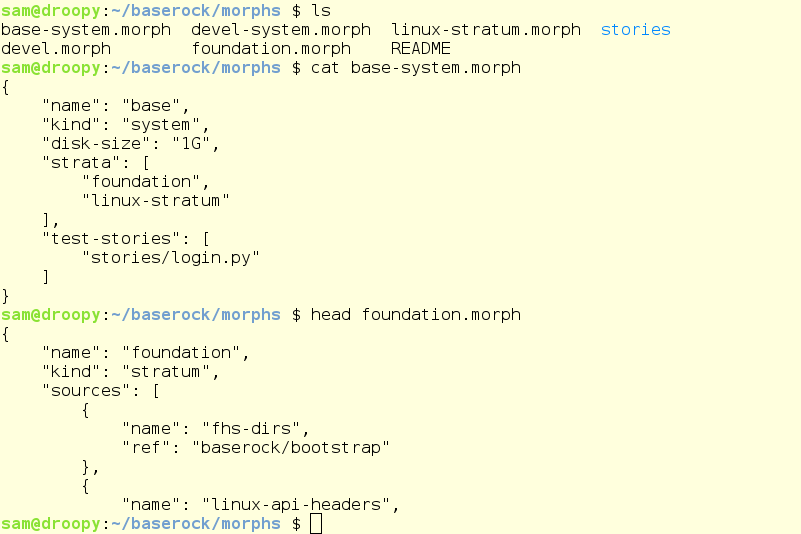 sam@droopy:~/baserock/morphs $ ls
base-system.morph  devel-system.morph  linux-stratum.morph  stories
devel.morph        foundation.morph    README
sam@droopy:~/baserock/morphs $ cat base-system.morph
{
    "name": "base",
    "kind": "system",
    "disk-size": "1G",
    "strata": [
        "foundation",
        "linux-stratum"
    ],
    "test-stories": [
        "stories/login.py"
    ]
}
sam@droopy:~/baserock/morphs $ head foundation.morph
{
    "name": "foundation",
    "kind": "stratum",
    "sources": [
        {
            "name": "fhs-dirs",
            "ref": "baserock/bootstrap"
        },
        {
            "name": "linux-api-headers",
sam@droopy:~/baserock/morphs $